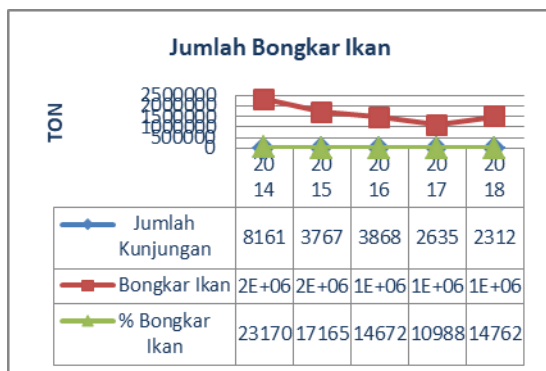 Jumlah Bongkar Ikan
TON
2500000
2000000
1500000
1000000
500000
0
20 14
20 15
20 16
20 17
20 18
Jumlah Kunjungan 8161 3767 3868 2635 2312
Bongkar Ikan 2E+06 2E+06 1E+06 1E+06 1E+06
% Bongkar Ikan 23170 17165 14672 10988 14762